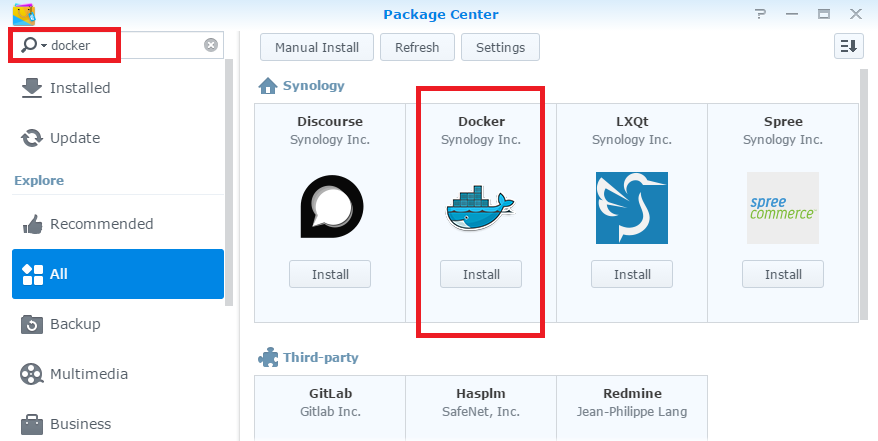 Package Center
docker
Manual Install Refresh Settings
Installed
Update
Explore
Recommended
All
Backup
Multimedia
Business
Synology
Discourse Docker LXQt Spree
Synology Inc. Synology Inc. Synology Inc. Synology Inc.
spree
commerce
Install Install Install Install
Third-party
GitLab Hasplm Redmine
Gitlab Inc. SafeNet, Inc. Jean-Philippe Lang